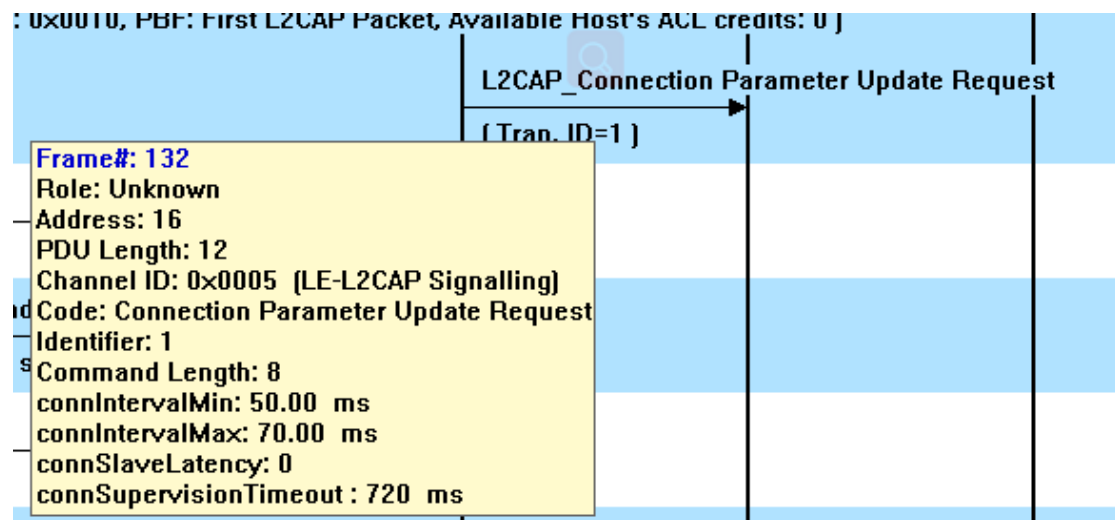 : 0x0010, PBF: First L2CAP Packet, Available Host's ACL credits: 0 )
L2CAP_Connection Parameter Update Request
( Tran. ID=1 )
Frame#: 132
Role: Unknown
Address: 16
PDU Length: 12
Channel ID: 0x0005 (LE-L2CAP Signalling)
Code: Connection Parameter Update Request
Identifier: 1
Command Length: 8
connIntervalMin: 50.00 ms
connIntervalMax: 70.00 ms
connSlaveLatency: 0
connSupervisionTimeout : 720 ms